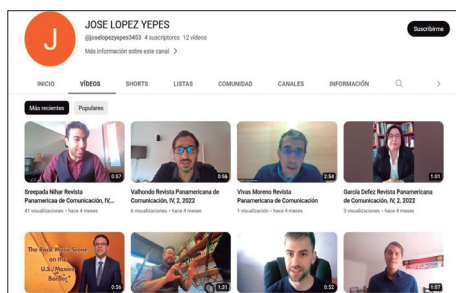 J
JOSE LOPEZ YEPES
@joselopezyepes3453 4 suscriptores 12 vídeos
Más información sobre este canal >
Suscribirme
INICIO VÍDEOS SHORTS LISTAS COMUNIDAD CANALES INFORMACIÓN >
Más recientes Populares
0:57 0:56 2:54 1:01
Sreepada Nihar Revista Panamericana de Comunicación, IV,...
41 visualizaciones • hace 4 meses
Valhondo Revista Panamericana de Comunicación, IV, 2, 2022
6 visualizaciones • hace 4 meses
Vivas Moreno Revista Panamericana de Comunicación
1 visualización • hace 4 meses
García Defez Revista Panamericana de Comunicación, IV, 2, 2022
3 visualizaciones • hace 4 meses
The Rock Music Scene
on the
U.S./Mexico
Border"
0:56 1:31 0:52 1:07